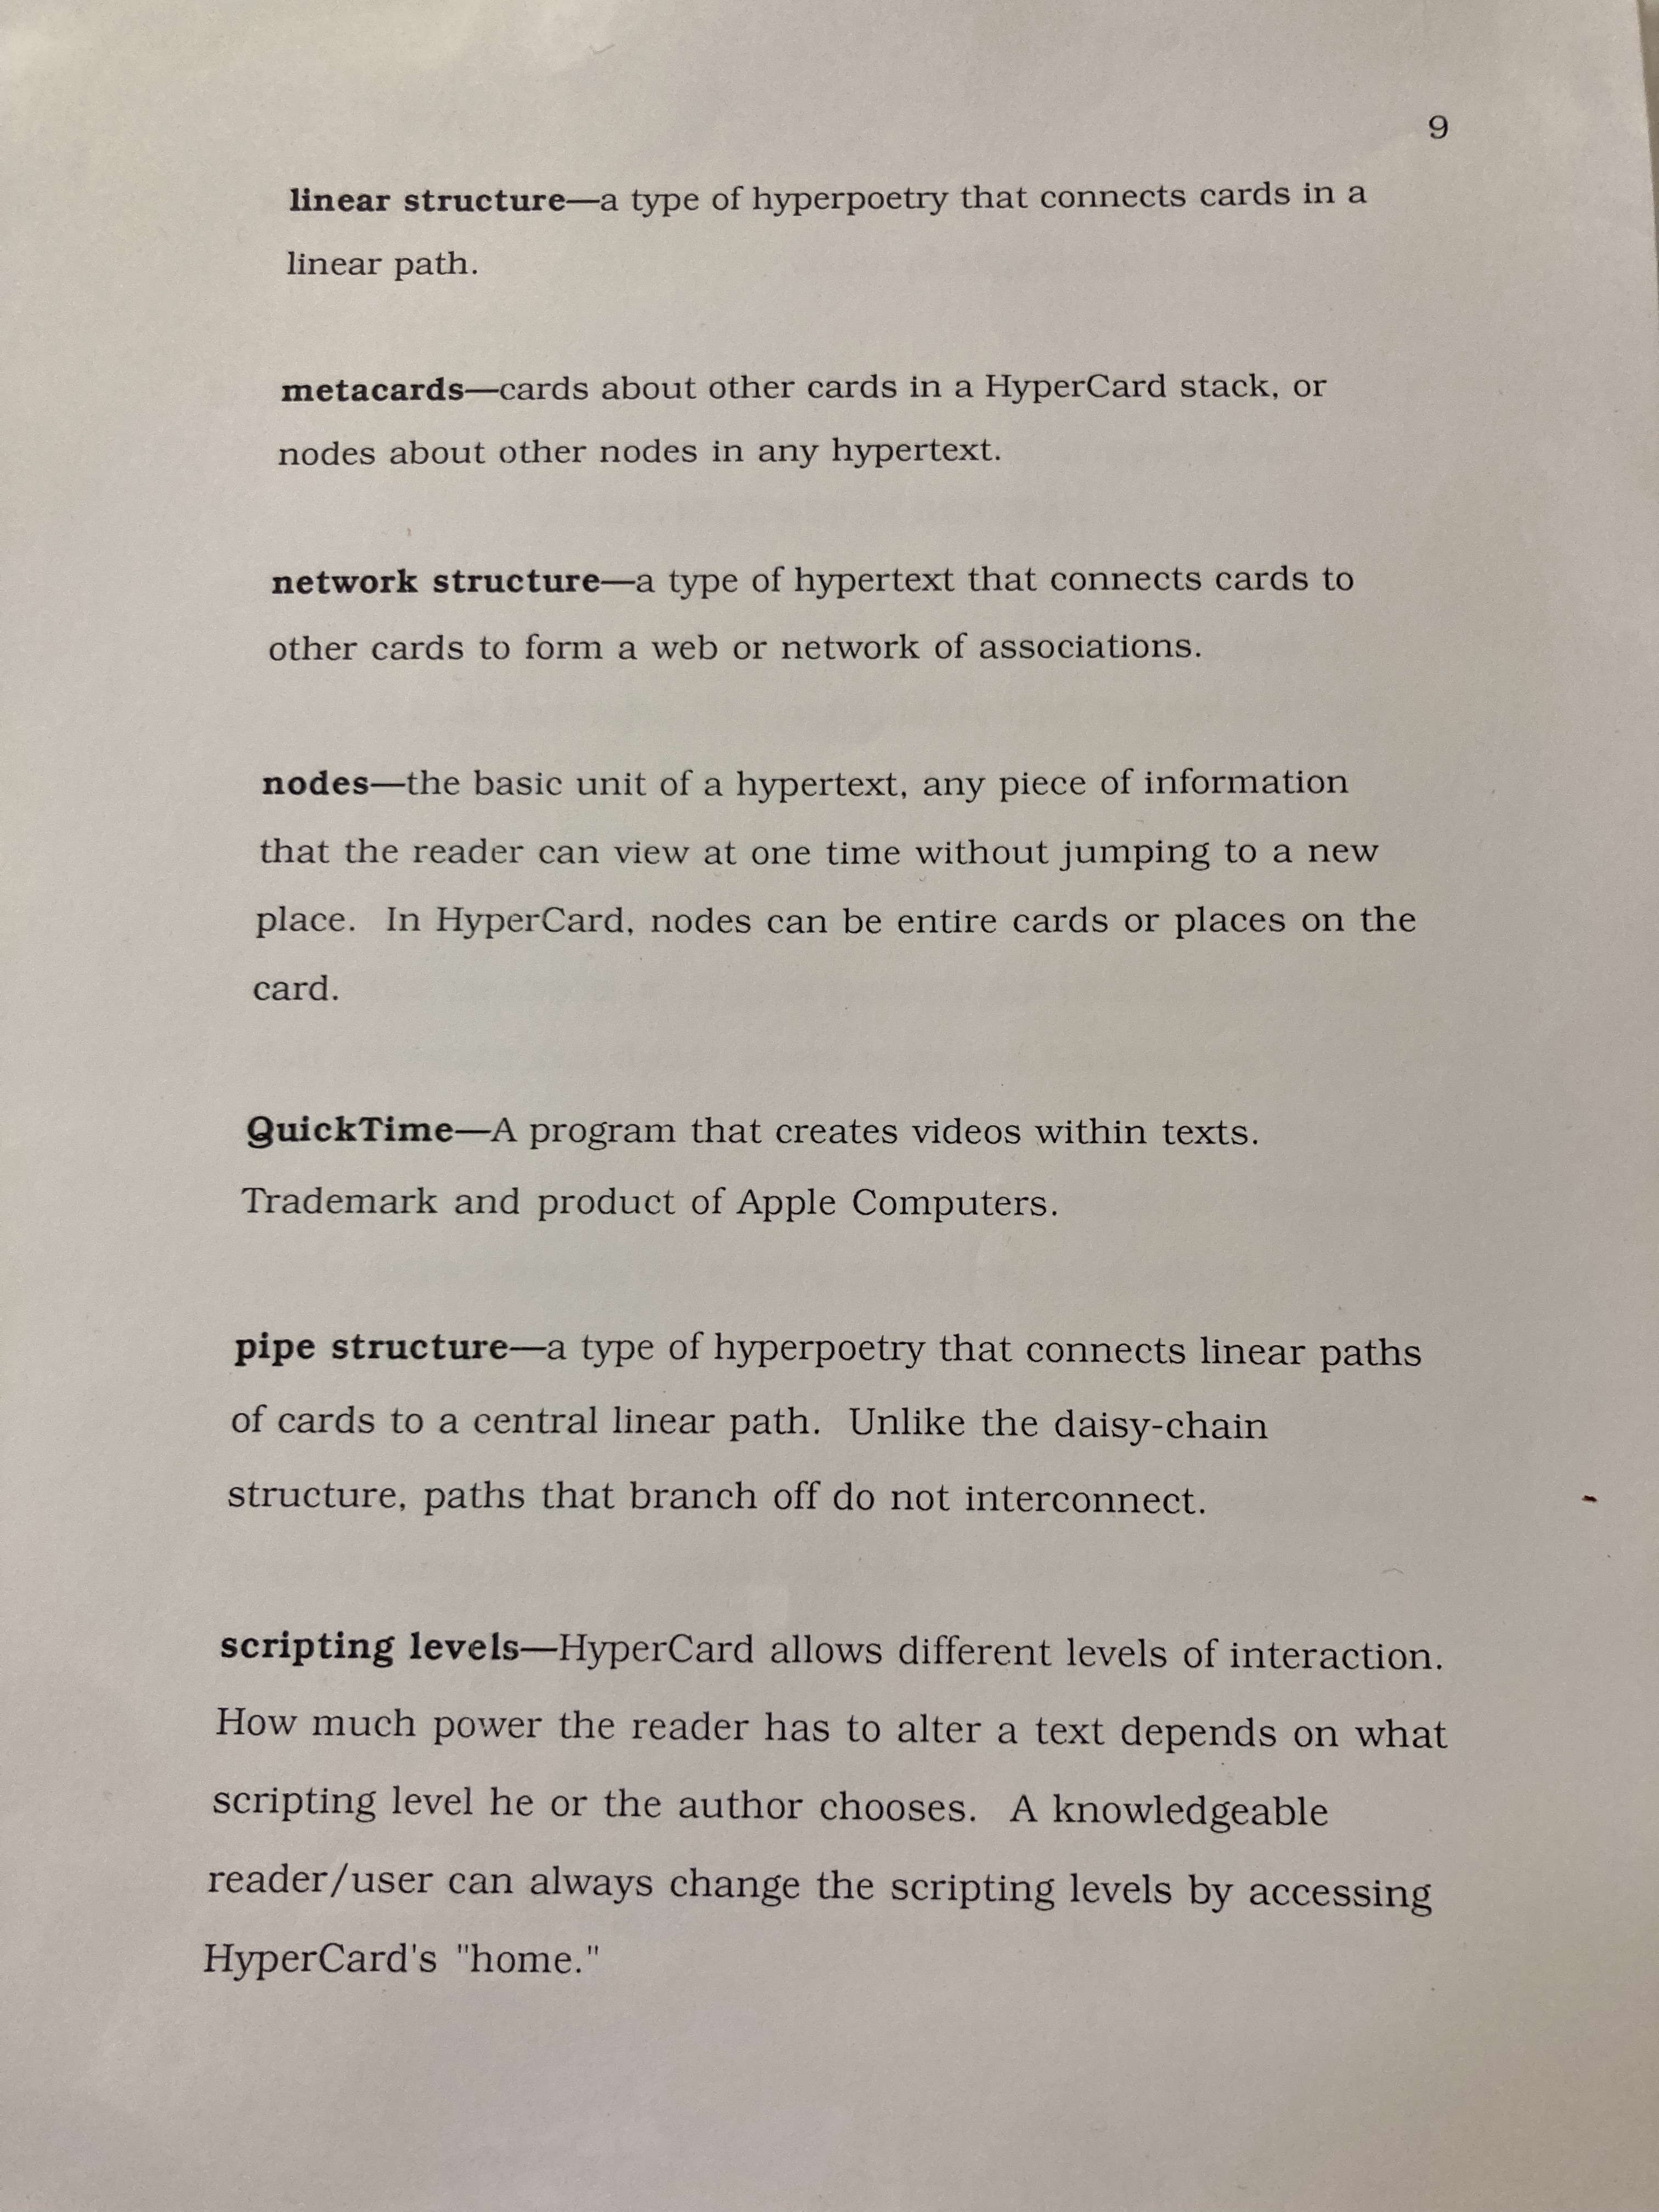 9
linear structure—a type of hyperpoetry that connects cards in a
linear path.
metacards—cards about other cards in a HyperCard stack, or
nodes about other nodes in any hypertext.
network structure—a type of hypertext that connects cards to
other cards to form a web or network of associations.
nodes—the basic unit of a hypertext, any piece of information
that the reader can view at one time without jumping to a new
place.  In HyperCard, nodes can be entire cards or places on the
card.
QuickTime—A program that creates videos within texts.
Trademark and product of Apple Computers.
pipe structure—a type of hyperpoetry that connects linear paths
of cards to a central linear path.  Unlike the daisy-chain
structure, paths that branch off do not interconnect.
scripting levels—HyperCard allows different levels of interaction.
How much power the reader has to alter a text depends on what
scripting level he or the author chooses.  A knowledgeable
reader/user can always change the scripting levels by accessing
HyperCard's "home."